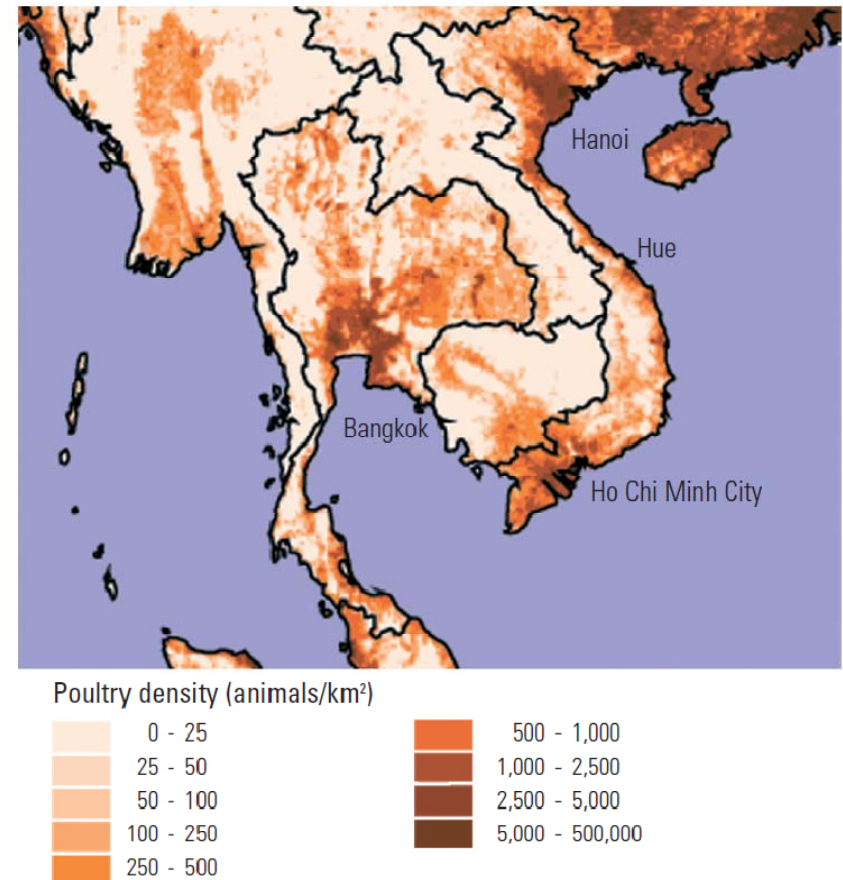 Hanoi
Hue
Bangkok
Ho Chi Minh City
Poultry density (animals/km²)
0 - 25
25 - 50
50 - 100
100 - 250
250 - 500
500 - 1,000
1,000 - 2,500
2,500 - 5,000
5,000 - 500,000